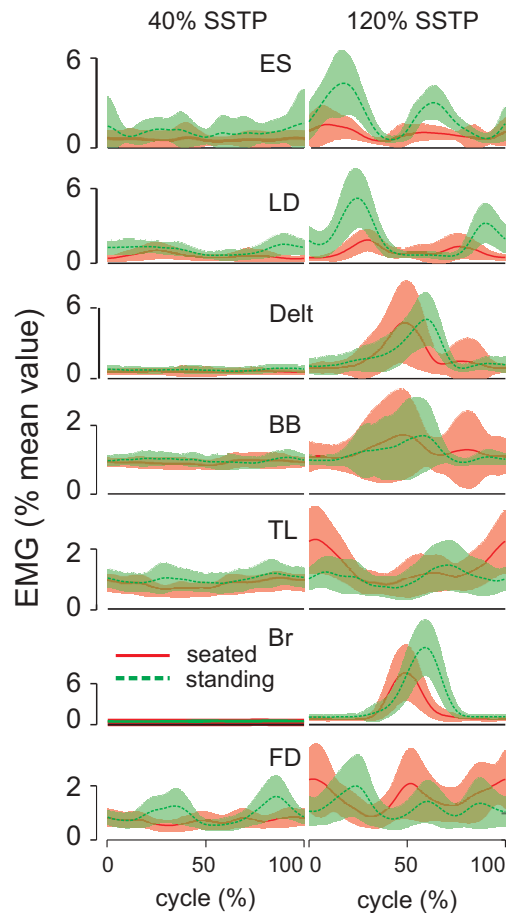 40% SSTP 120% SSTP
ES
6
0
LD
6
0
Delt
6
0
BB
2
0
TL
2
0
Br
seated
6
standing
0
FD
2
0
0 50 100 0 50 100
cycle (%) cycle (%)
EMG (% mean value)